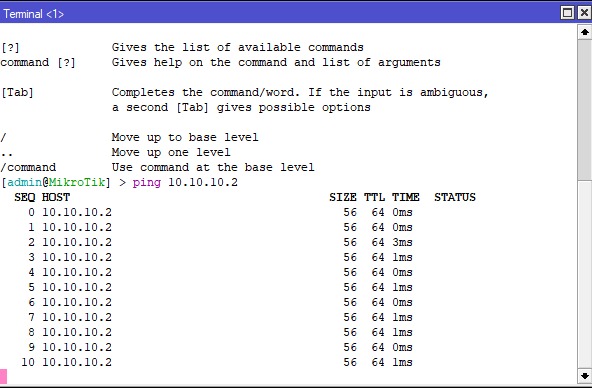 Terminal <1>
[?] Gives the list of available commands
command [?] Gives help on the command and list of arguments
[Tab] Completes the command/word. If the input is ambiguous,
a second [Tab] gives possible options
/ Move up to base level
.. Move up one level
/command Use command at the base level
[admin@MikroTik] > ping 10.10.10.2
SEQ HOST SIZE TTL TIME STATUS
0 10.10.10.2 56 64 0ms
1 10.10.10.2 56 64 0ms
2 10.10.10.2 56 64 3ms
3 10.10.10.2 56 64 1ms
4 10.10.10.2 56 64 0ms
5 10.10.10.2 56 64 1ms
6 10.10.10.2 56 64 0ms
7 10.10.10.2 56 64 1ms
8 10.10.10.2 56 64 1ms
9 10.10.10.2 56 64 0ms
10 10.10.10.2 56 64 1ms